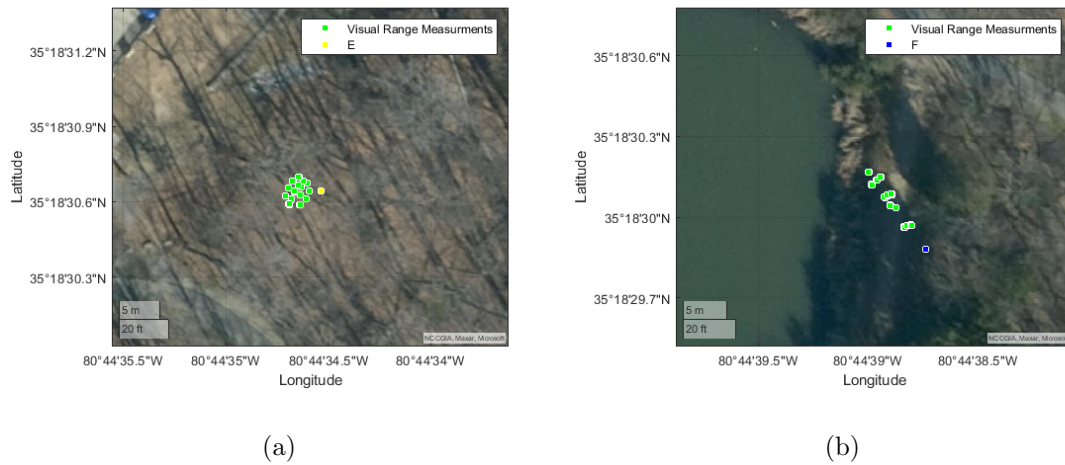 Visual Range Measurments
E
35°18'31.2"N
35°18'30.9"N
35°18'30.6"N
35°18'30.3"N
Latitude
5 m
20 ft
NCCGIA, Maxar, Microsoft
80°44'35.5"W
80°44'35"W
80°44'34.5"W
80°44'34"W
Longitude
(a)
Visual Range Measurments
F
35°18'30.6"N
35°18'30.3"N
35°18'30"N
35°18'29.7"N
Latitude
5 m
20 ft
NCCGIA, Maxar, Microsoft
80°44'39.5"W
80°44'39"W
80°44'38.5"W
Longitude
(b)